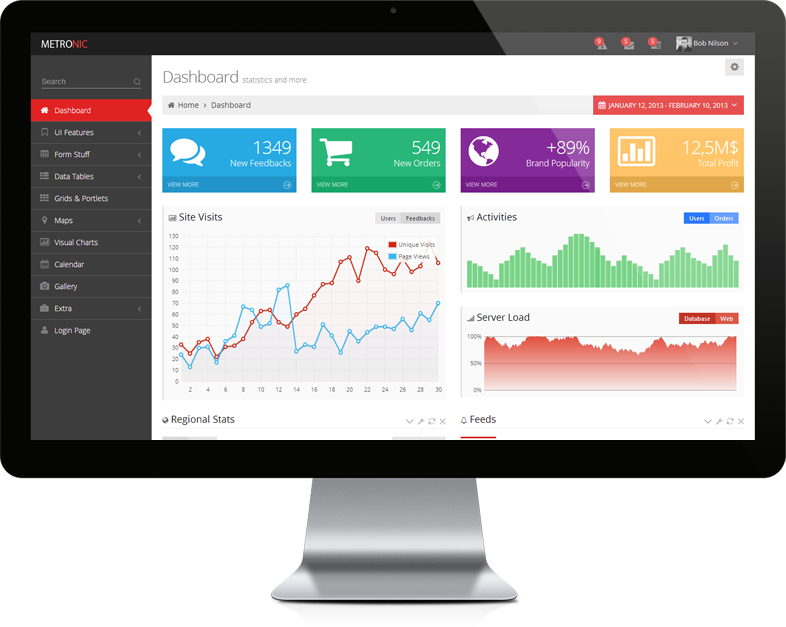 METRONIC
9
5
5
Bob Nilson
Search
Dashboard
UI Features
Form Stuff
Data Tables
Grids & Portlets
Maps
Visual Charts
Calendar
Gallery
Extra
Login Page
Dashboard statistics and more
Home > Dashboard
JANUARY 12, 2013 - FEBRUARY 10, 2013
1349
New Feedbacks
VIEW MORE
549
New Orders
VIEW MORE
+89%
Brand Popularity
VIEW MORE
12,5M$
Total Profit
VIEW MORE
Site Visits
Users Feedbacks
Unique Visits
Page Views
130
120
110
100
90
80
70
60
50
40
30
20
10
0
2 4 6 8 10 12 14 16 18 20 22 24 26 28 30
Activities
Users Orders
Server Load
Database Web
100%
50%
0%
Regional Stats
Feeds